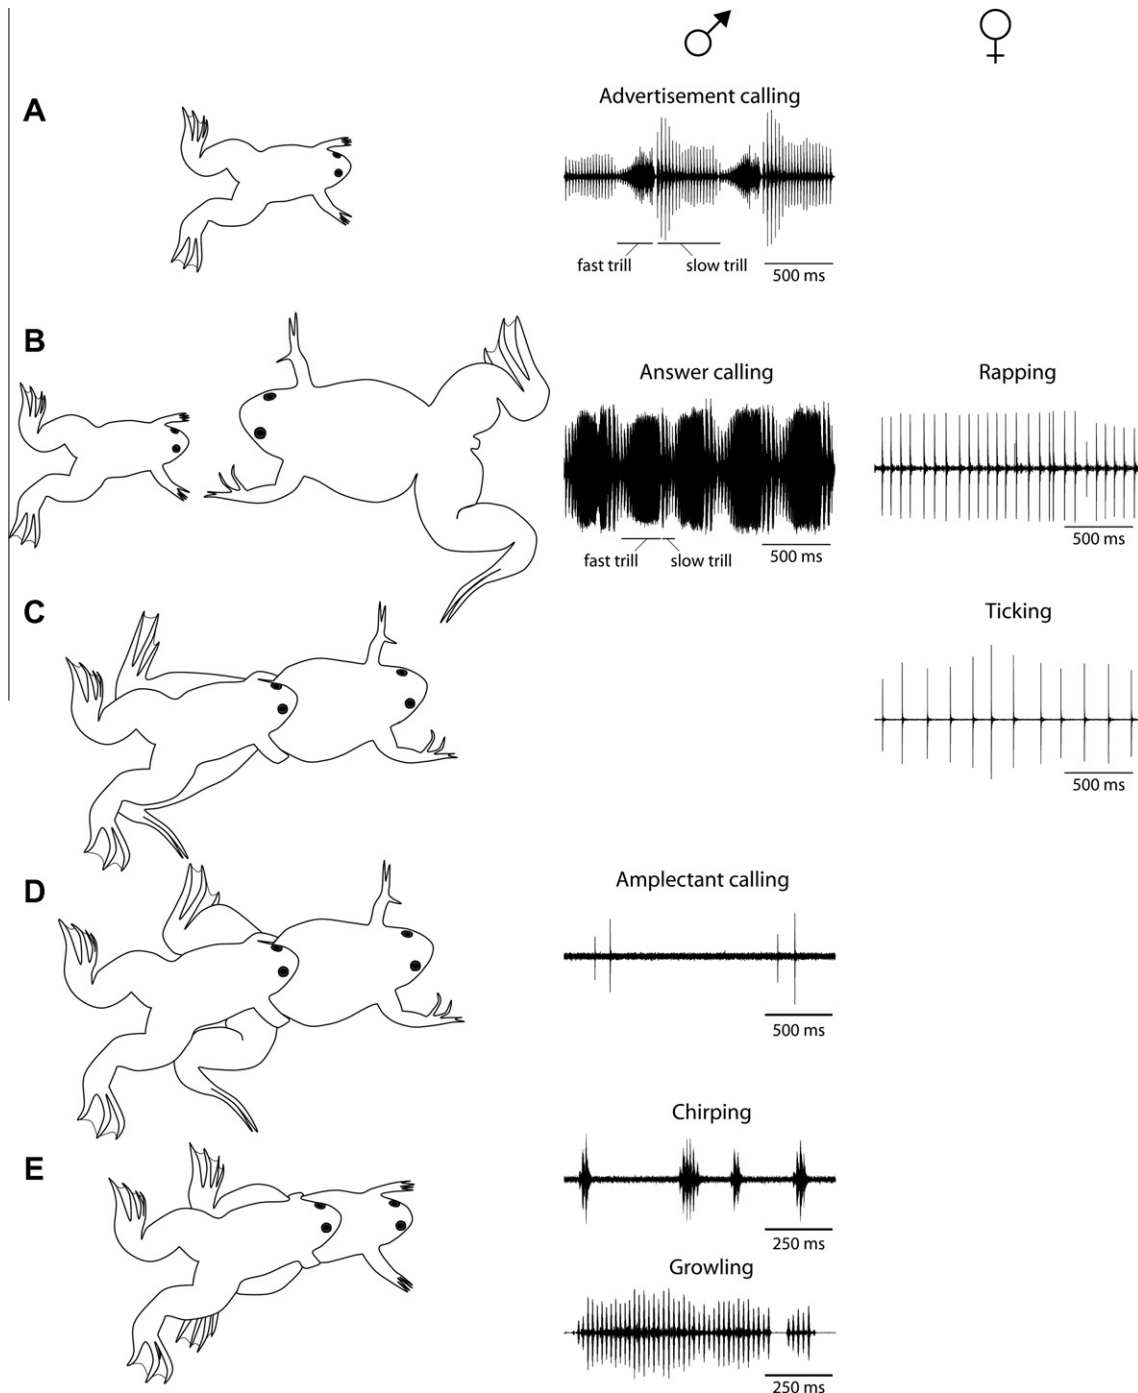 ♂ ♀
A
Advertisement calling
fast trill slow trill 500 ms
B
Answer calling Rapping
fast trill slow trill 500 ms 500 ms
C
Ticking
500 ms
D
Amplectant calling
500 ms
Chirping
E
250 ms
Growling
250 ms